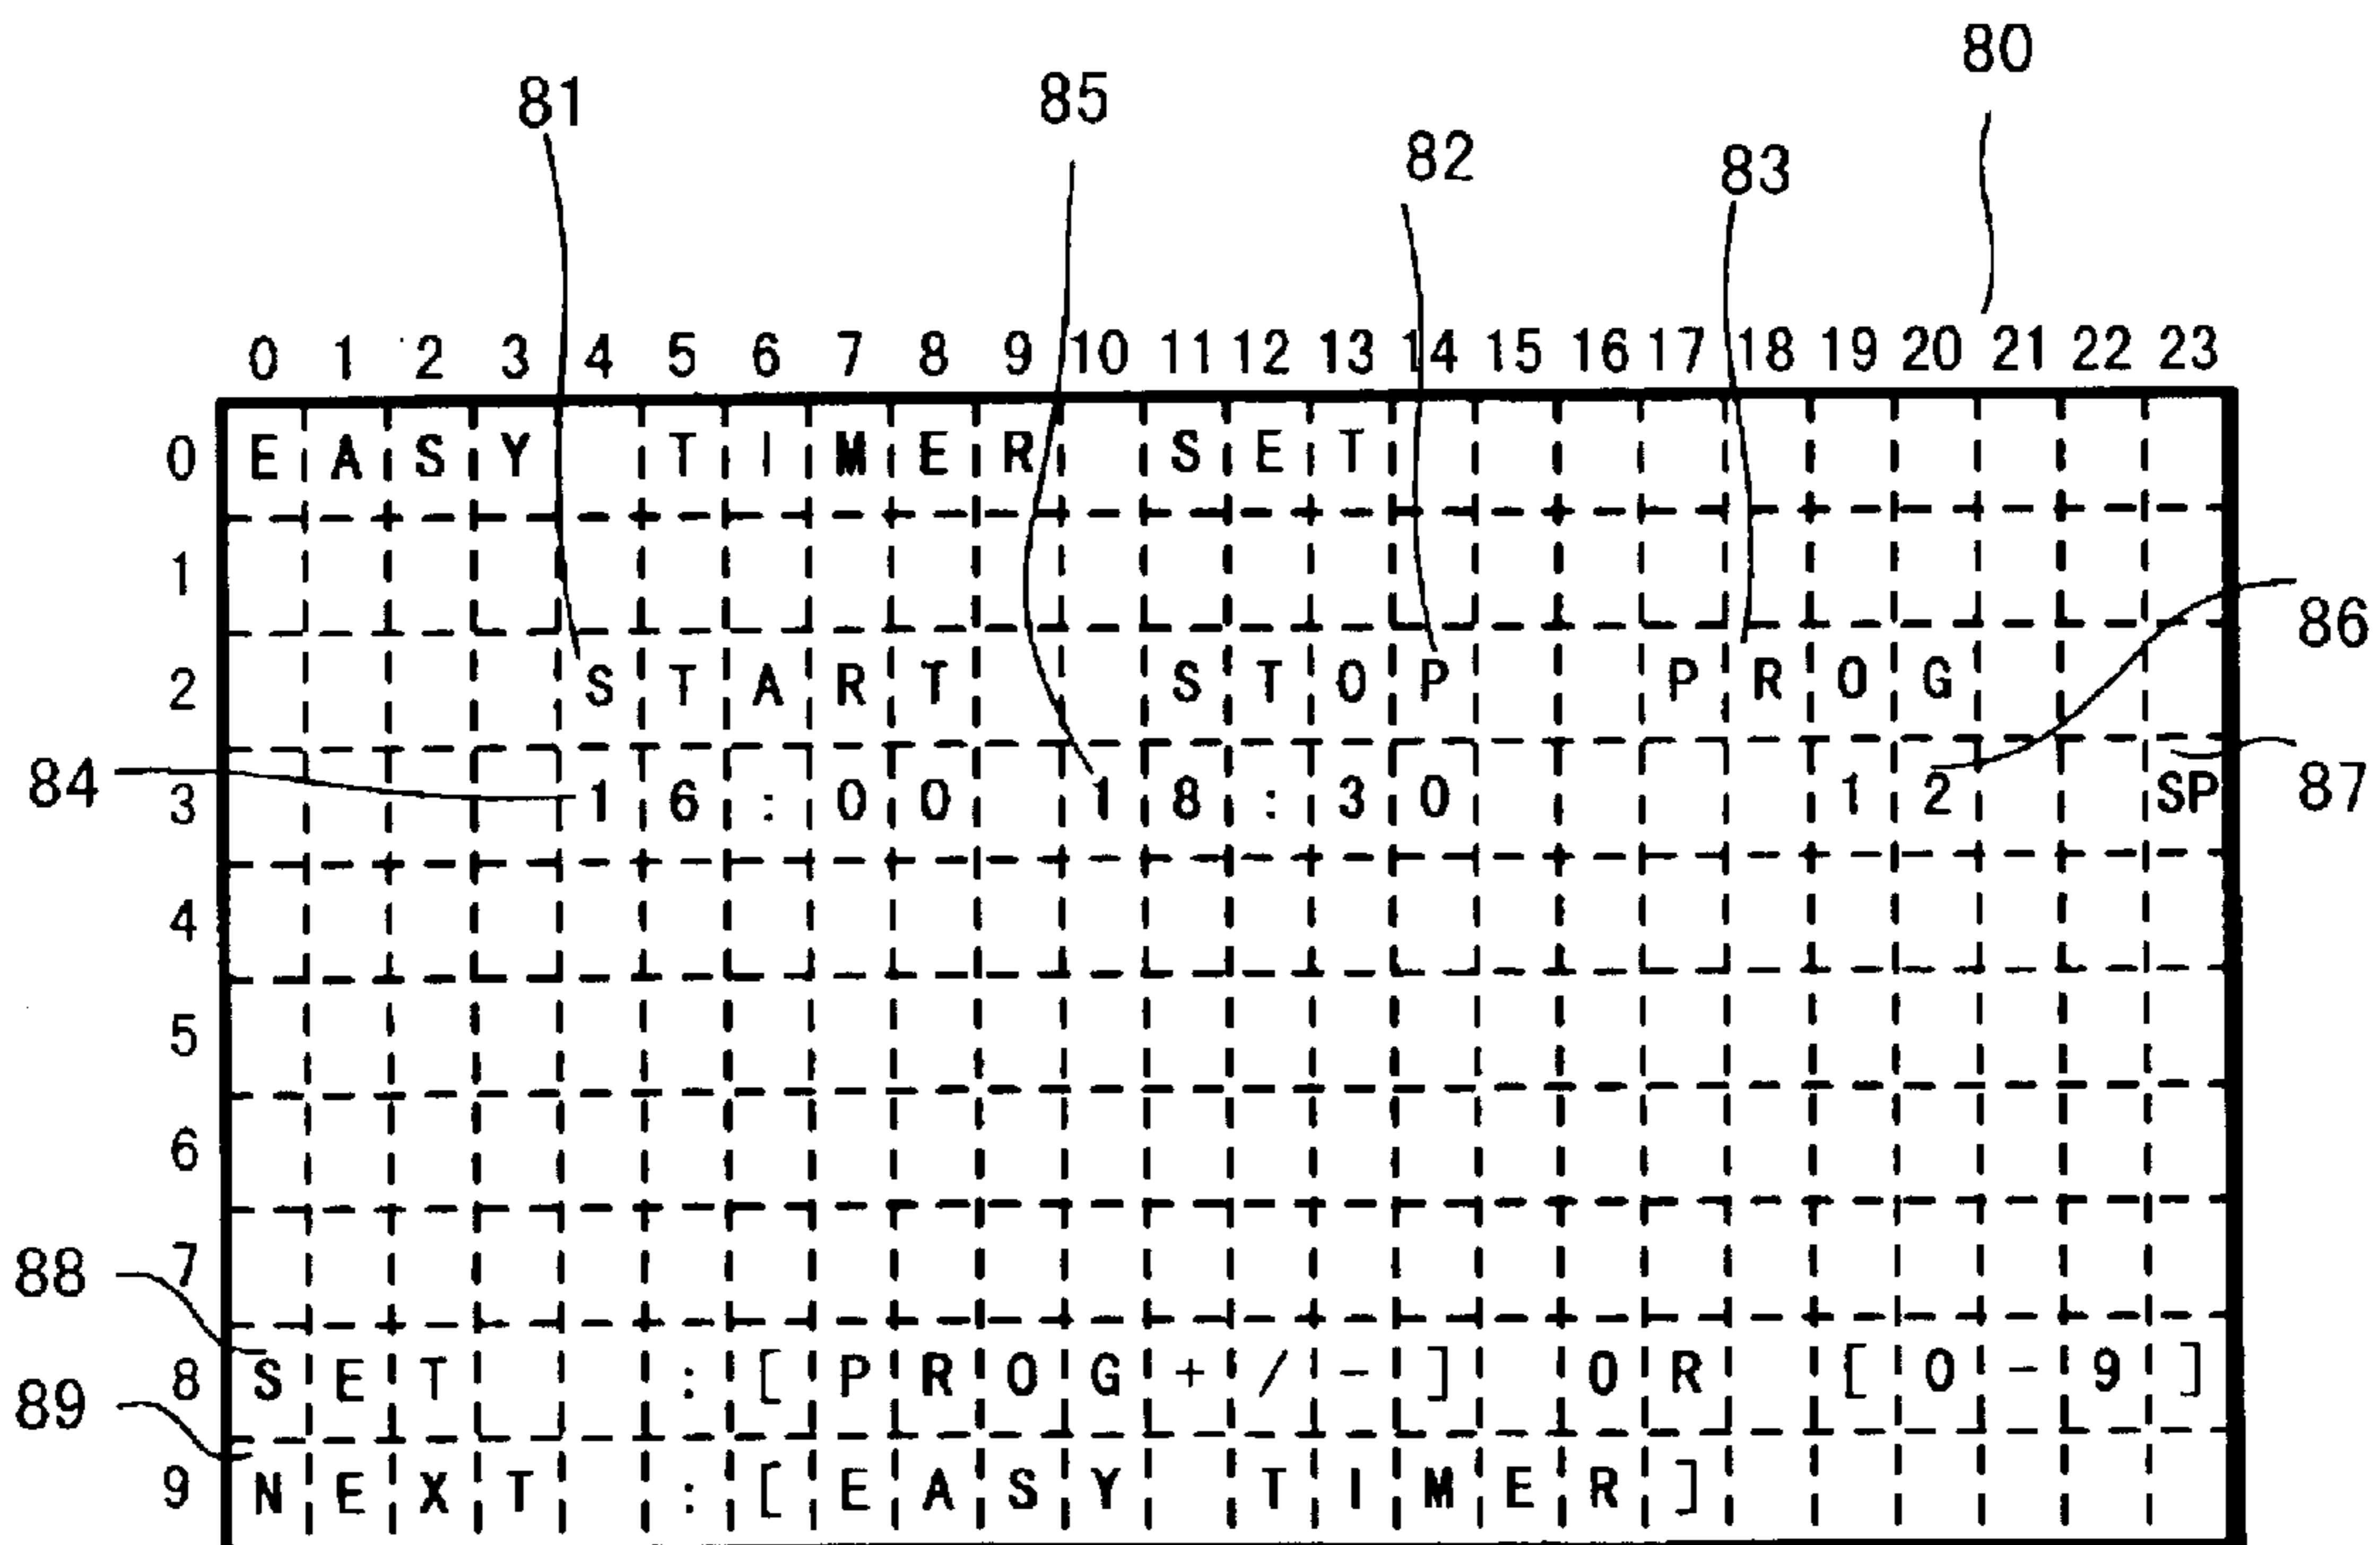 80
81 85 82 83
0 1 2 3 4 5 6 7 8 9 10 11 12 13 14 15 16 17 18 19 20 21 22 23
0 EASY TIMER SET
1
86
2 START STOP PROG
84 3 16:00 18:30 12 SP 87
4
5
6
88 7
8 SET :[PROG+/-] OR [0-9]
89
9 NEXT :[EASY TIMER]